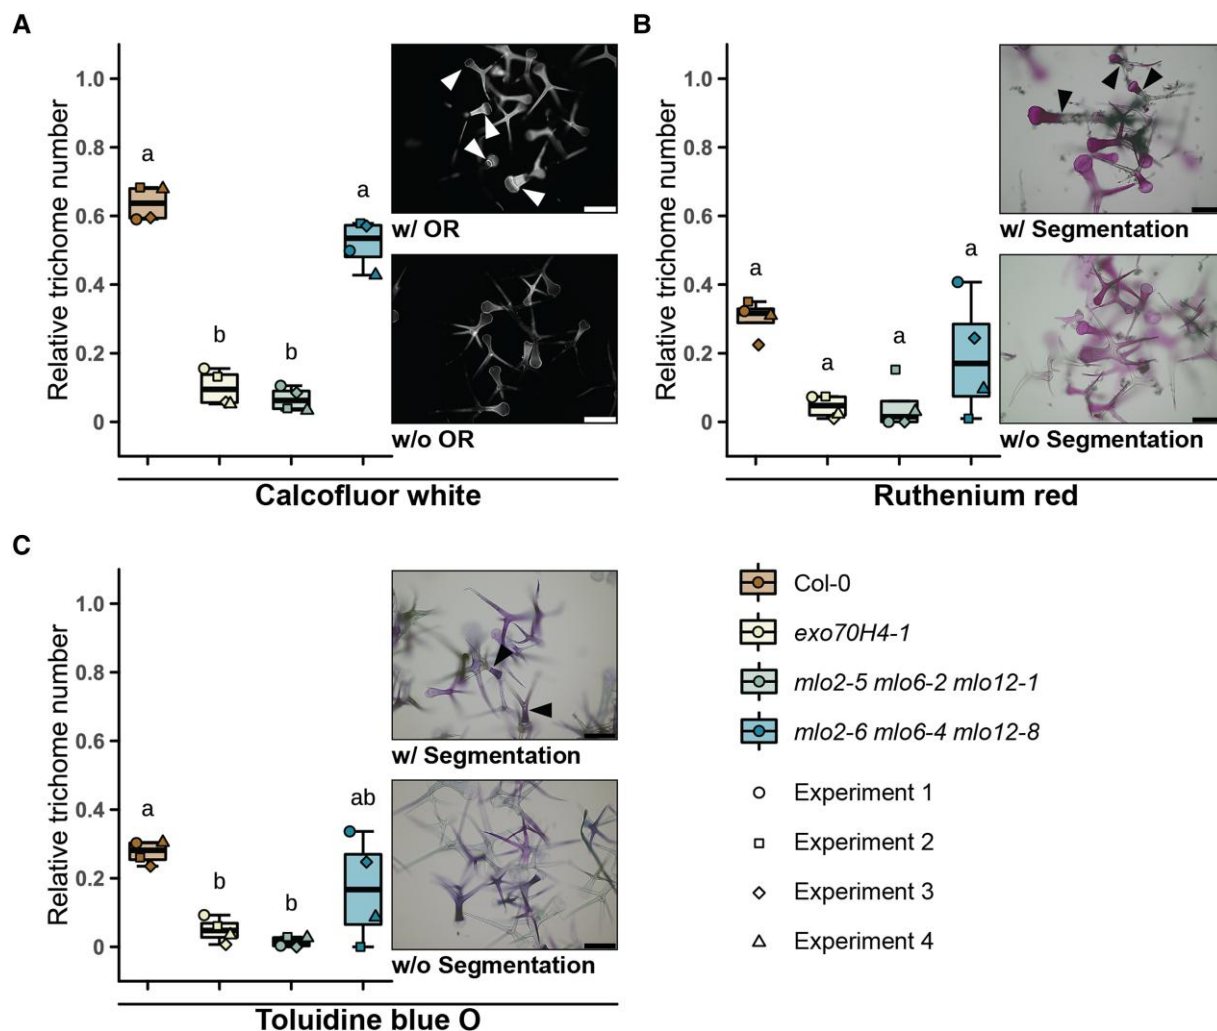 A
Relative trichome number
1.0
0.8
0.6
0.4
0.2
0
a
b
b
a
w/ OR
w/o OR
Calcofluor white
B
Relative trichome number
1.0
0.8
0.6
0.4
0.2
0
a
a
a
a
w/ Segmentation
w/o Segmentation
Ruthenium red
C
Relative trichome number
1.0
0.8
0.6
0.4
0.2
0
a
b
b
ab
w/ Segmentation
w/o Segmentation
Toluidine blue O
Col-0
exo70H4-1
mlo2-5 mlo6-2 mlo12-1
mlo2-6 mlo6-4 mlo12-8
Experiment 1
Experiment 2
Experiment 3
Experiment 4